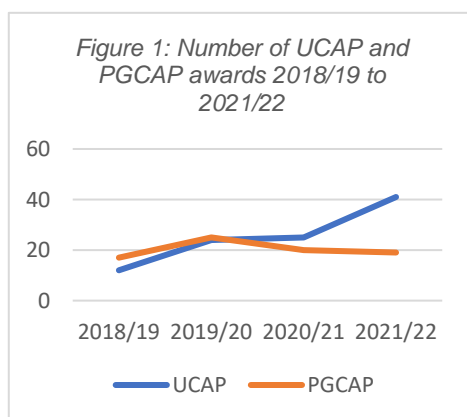 Figure 1: Number of UCAP and
PGCAP awards 2018/19 to
2021/22
60
40
20
0
2018/19 2019/20 2020/21 2021/22
UCAP PGCAP